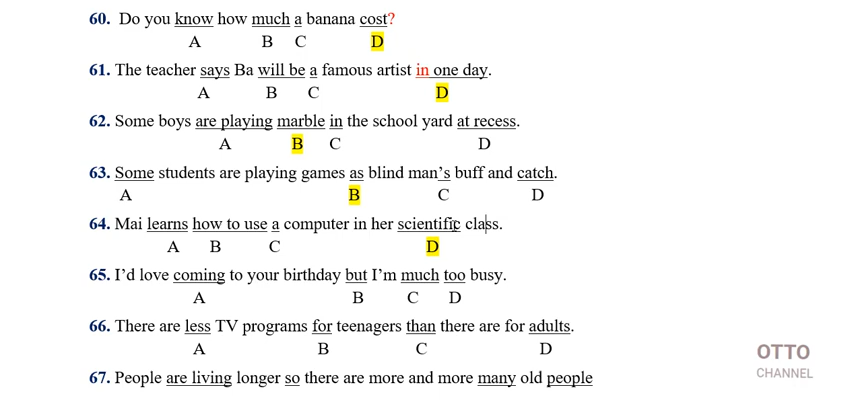 60. Do you know how much a banana cost?
A B C D
61. The teacher says Ba will be a famous artist in one day.
A B C D
62. Some boys are playing marble in the school yard at recess.
A B C D
63. Some students are playing games as blind man's buff and catch.
A B C D
64. Mai learns how to use a computer in her scientific class.
A B C D
65. I'd love coming to your birthday but I'm much too busy.
A B C D
66. There are less TV programs for teenagers than there are for adults.
A B C D
67. People are living longer so there are more and more many old people
OTTO
CHANNEL